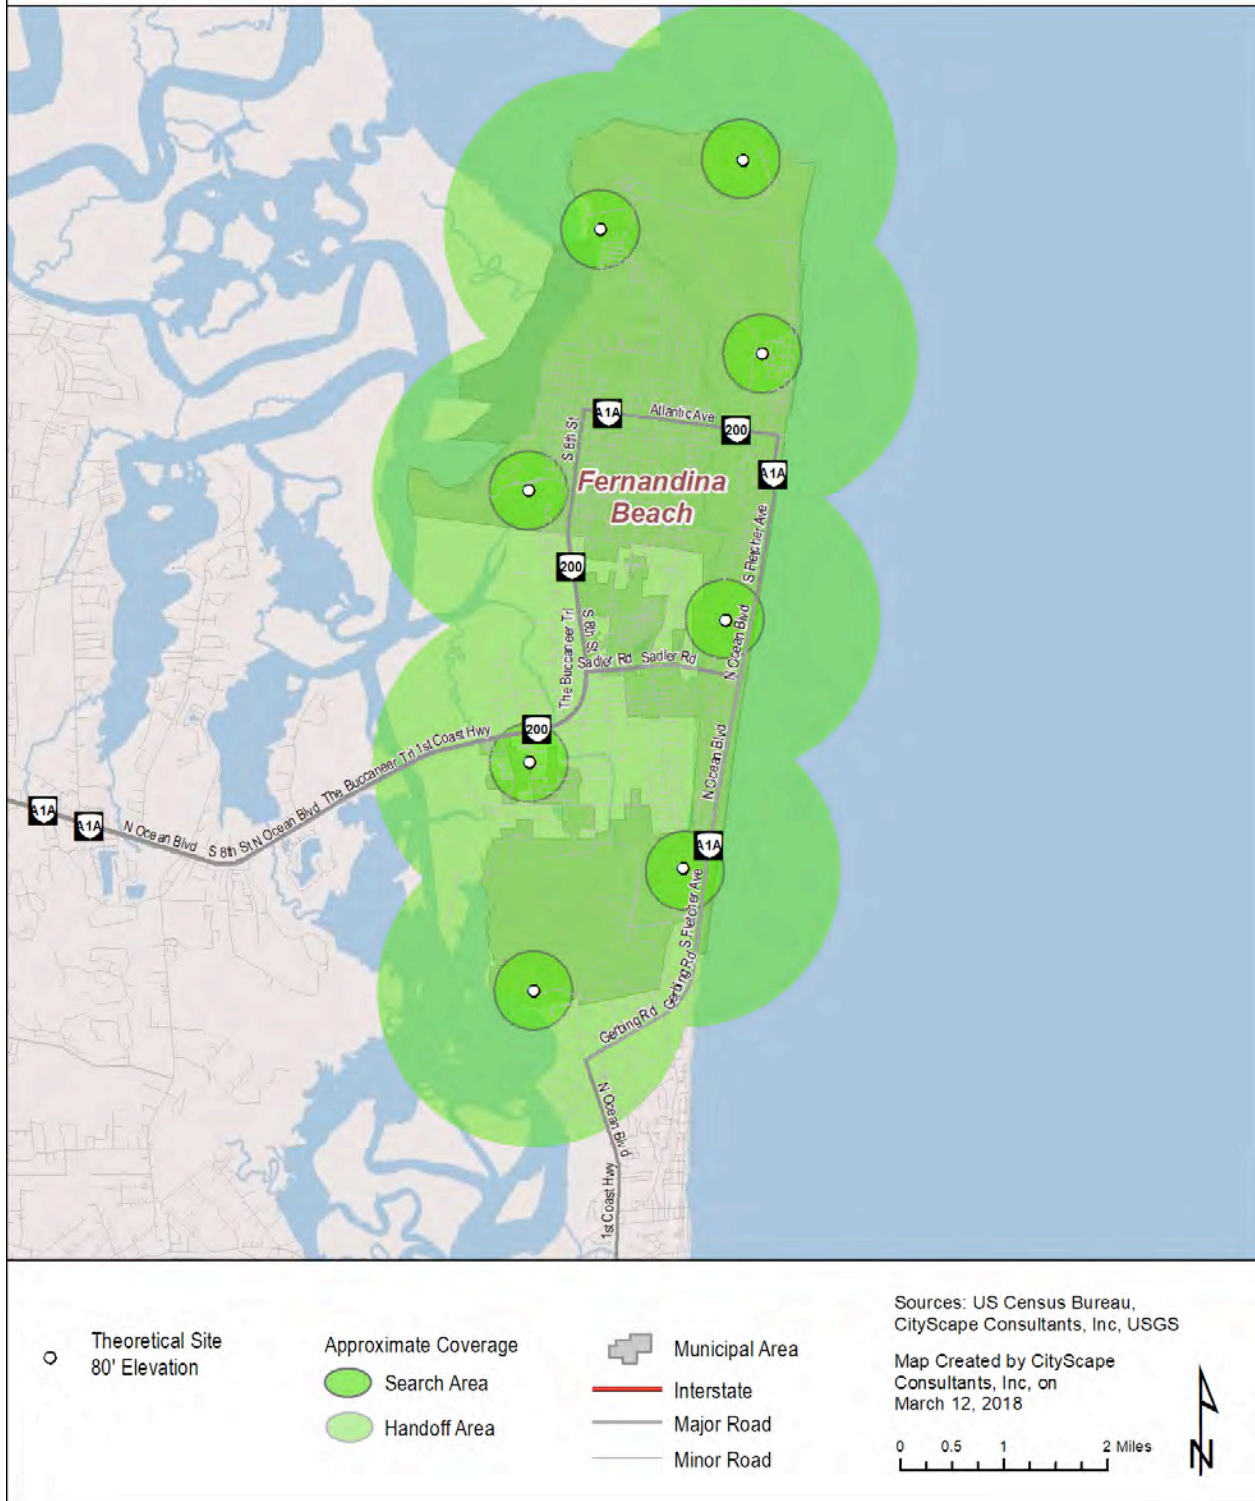 A1A
Atlantic Ave
200
S 8th St
A1A
Fernandina
Beach
S Fletcher Ave
200
The Buccaneer Trl
S 8th St
Sadler Rd
Sadler Rd
N Ocean Blvd
200
The Buccaneer Trl 1st Coast Hwy
N Ocean Blvd
A1A
A1A
N Ocean Blvd
S 8th St
N Ocean Blvd
A1A
S Fletcher Ave
Gerbing Rd
Gerbing Rd
N Ocean Blvd
1st Coast Hwy
Theoretical Site
80' Elevation
Approximate Coverage
Search Area
Handoff Area
Municipal Area
Interstate
Major Road
Minor Road
Sources: US Census Bureau,
CityScape Consultants, Inc, USGS
Map Created by CityScape
Consultants, Inc, on
March 12, 2018
0 0.5 1 2 Miles
N